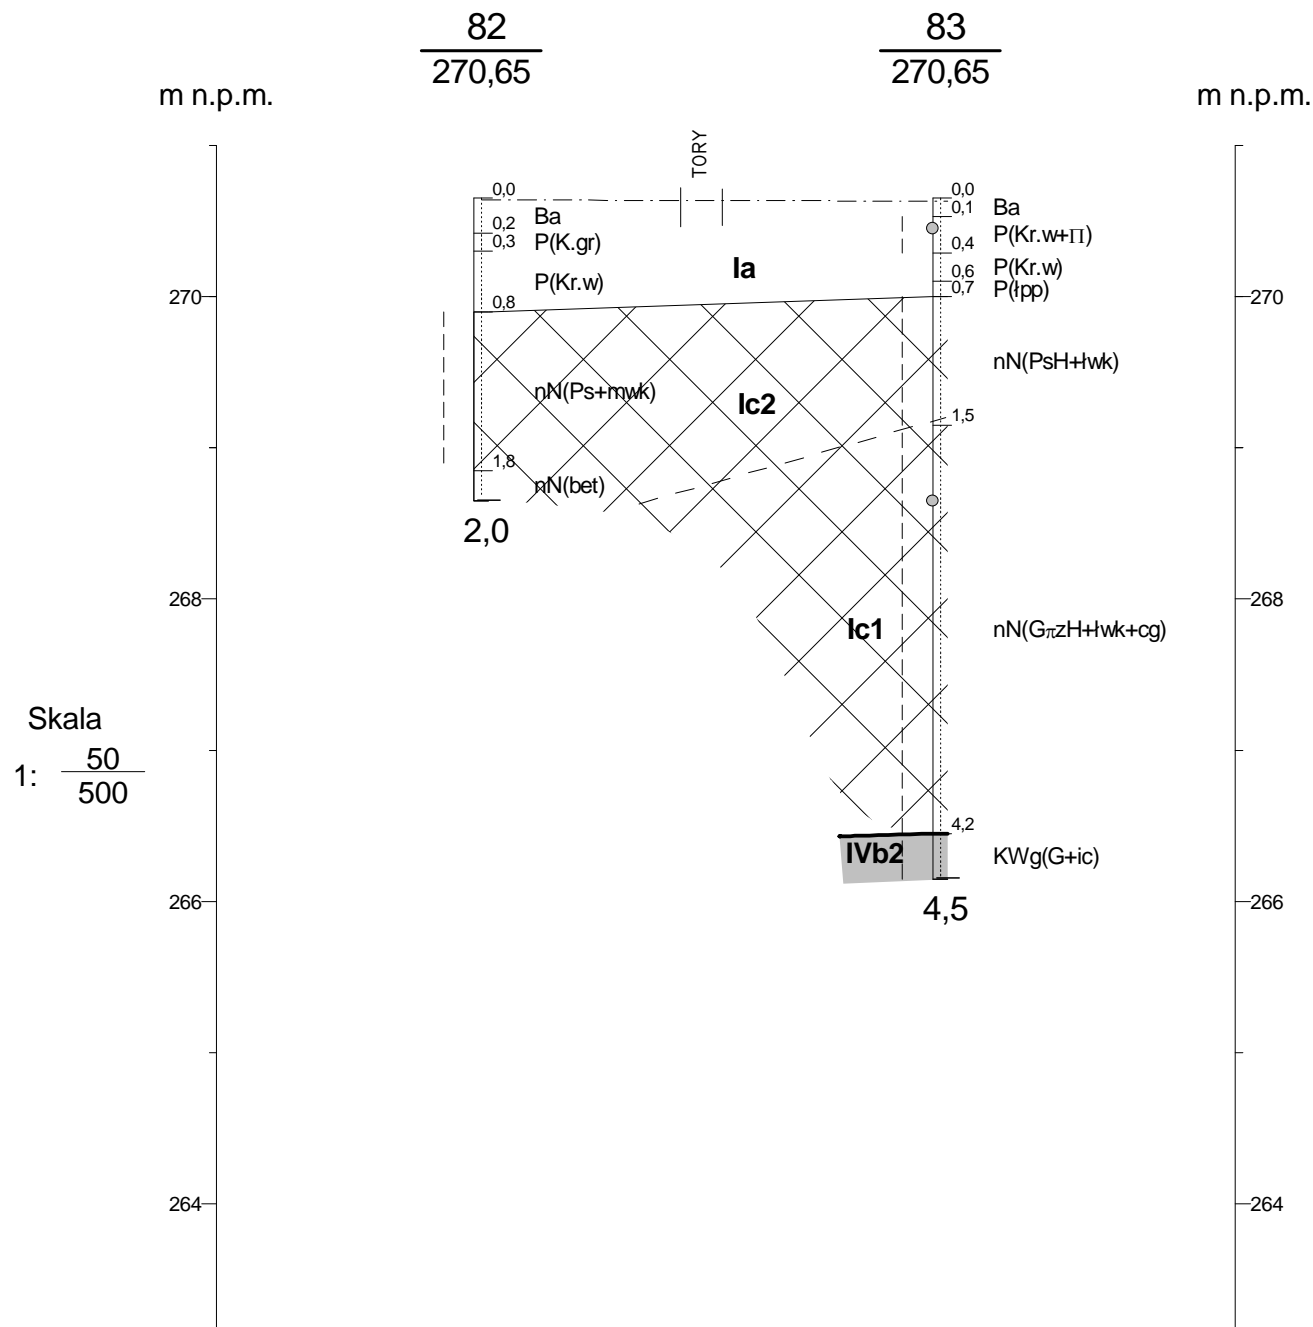 82
270,65
83
270,65
m n.p.m.
m n.p.m.
TORY
0,0
0,2
0,3
0,8
1,8
2,0
Ba
P(K.gr)
P(Kr.w)
nN(Ps+mwk)
nN(bet)
Ia
Ic2
Ic1
IVb2
0,0
0,1
0,4
0,6
0,7
1,5
4,2
4,5
Ba
P(Kr.w+Π)
P(Kr.w)
P(łpp)
nN(PsH+łwk)
nN(GπzH+łwk+cg)
KWg(G+ic)
270
268
266
264
270
268
266
264
Skala
1: 50
500